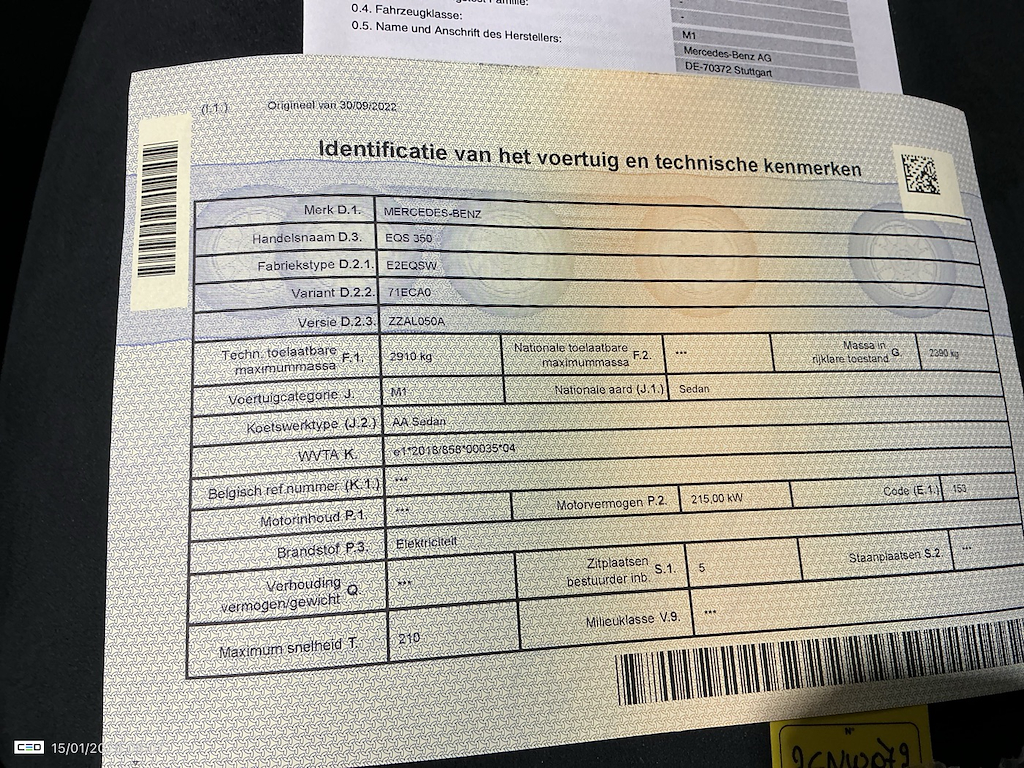 0.4. Fahrzeugklasse:
0.5. Name und Anschrift des Herstellers:
-
-
M1
Mercedes-Benz AG
DE-70372 Stuttgart
(I.1.) Origineel van 30/09/2022
Identificatie van het voertuig en technische kenmerken
Merk D.1. MERCEDES-BENZ
Handelsnaam D.3. EQS 350
Fabriekstype D.2.1. E2EQSW
Variant D.2.2. 71ECA0
Versie D.2.3. ZZAL050A
Techn. toelaatbare maximummassa F.1. 2910 kg Nationale toelaatbare maximummassa F.2. *** Massa in rijklare toestand G. 2390 kg
Voertuigcategorie J. M1 Nationale aard (J.1.) Sedan
Koetswerktype (J.2.) AA Sedan
WVTA K. e1*2018/858*00035*04
Belgisch ref.nummer (K.1.) ***
Motorinhoud P.1. *** Motorvermogen P.2. 215,00 kW Code (E.1.) 153
Brandstof P.3. Elektriciteit
Verhouding vermogen/gewicht Q. *** Zitplaatsen bestuurder inb. S.1. 5 Staanplaatsen S.2. ***
Maximum snelheid T. 210 Milieuklasse V.9. ***
N°
CEO 15/01/20